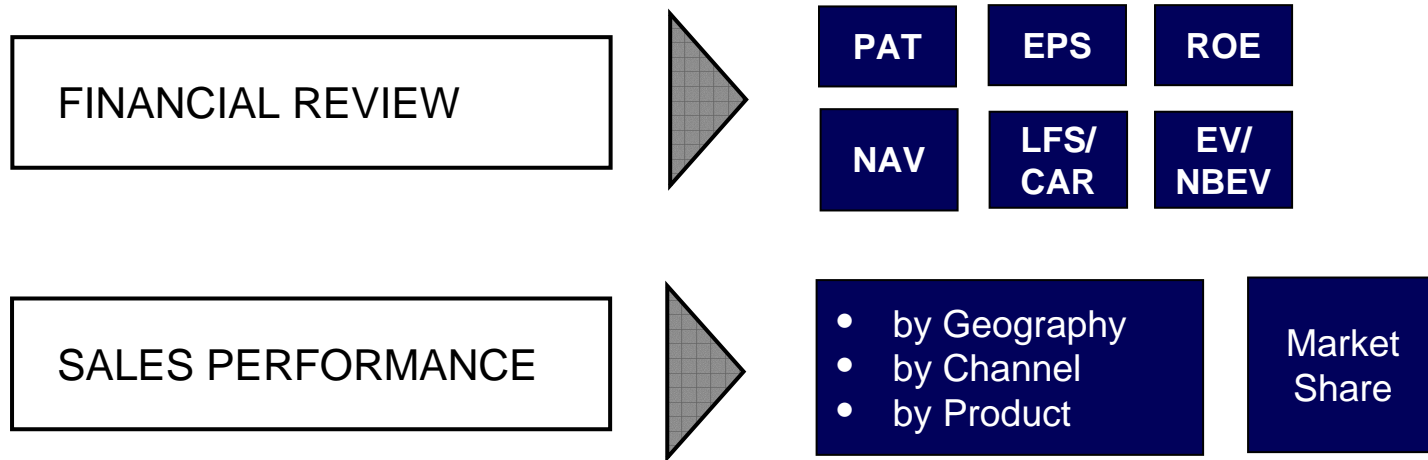 FINANCIAL REVIEW
PAT
EPS
ROE
NAV
LFS/
CAR
EV/
NBEV
SALES PERFORMANCE
• by Geography
• by Channel
• by Product
Market
Share